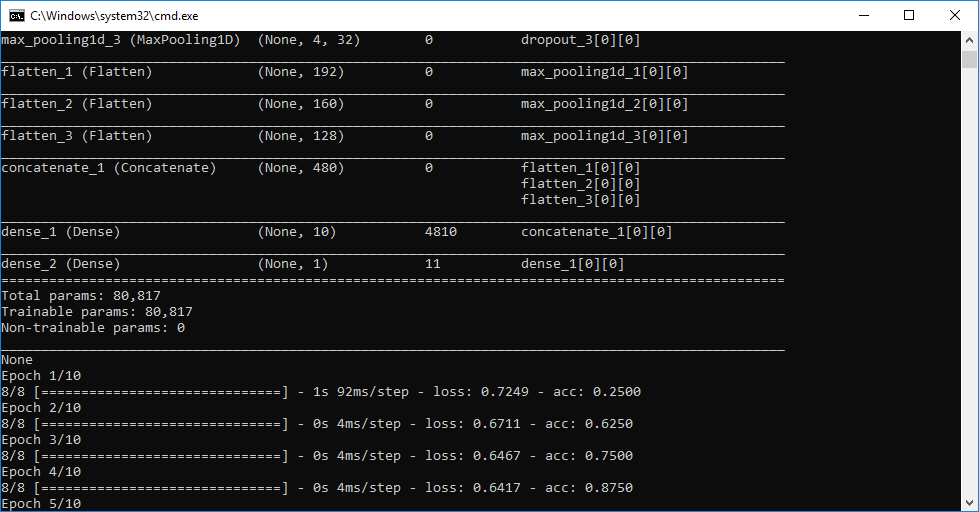 C:\Windows\system32\cmd.exe
max_pooling1d_3 (MaxPooling1D)  (None, 4, 32)        0           dropout_3[0][0]
__________________________________________________________________________________________________
flatten_1 (Flatten)             (None, 192)          0           max_pooling1d_1[0][0]
__________________________________________________________________________________________________
flatten_2 (Flatten)             (None, 160)          0           max_pooling1d_2[0][0]
__________________________________________________________________________________________________
flatten_3 (Flatten)             (None, 128)          0           max_pooling1d_3[0][0]
__________________________________________________________________________________________________
concatenate_1 (Concatenate)     (None, 480)          0           flatten_1[0][0]
                                                                 flatten_2[0][0]
                                                                 flatten_3[0][0]
__________________________________________________________________________________________________
dense_1 (Dense)                 (None, 10)           4810        concatenate_1[0][0]
__________________________________________________________________________________________________
dense_2 (Dense)                 (None, 1)            11          dense_1[0][0]
==================================================================================================
Total params: 80,817
Trainable params: 80,817
Non-trainable params: 0
__________________________________________________________________________________________________
None
Epoch 1/10
8/8 [==============================] - 1s 92ms/step - loss: 0.7249 - acc: 0.2500
Epoch 2/10
8/8 [==============================] - 0s 4ms/step - loss: 0.6711 - acc: 0.6250
Epoch 3/10
8/8 [==============================] - 0s 4ms/step - loss: 0.6467 - acc: 0.7500
Epoch 4/10
8/8 [==============================] - 0s 4ms/step - loss: 0.6417 - acc: 0.8750
Epoch 5/10